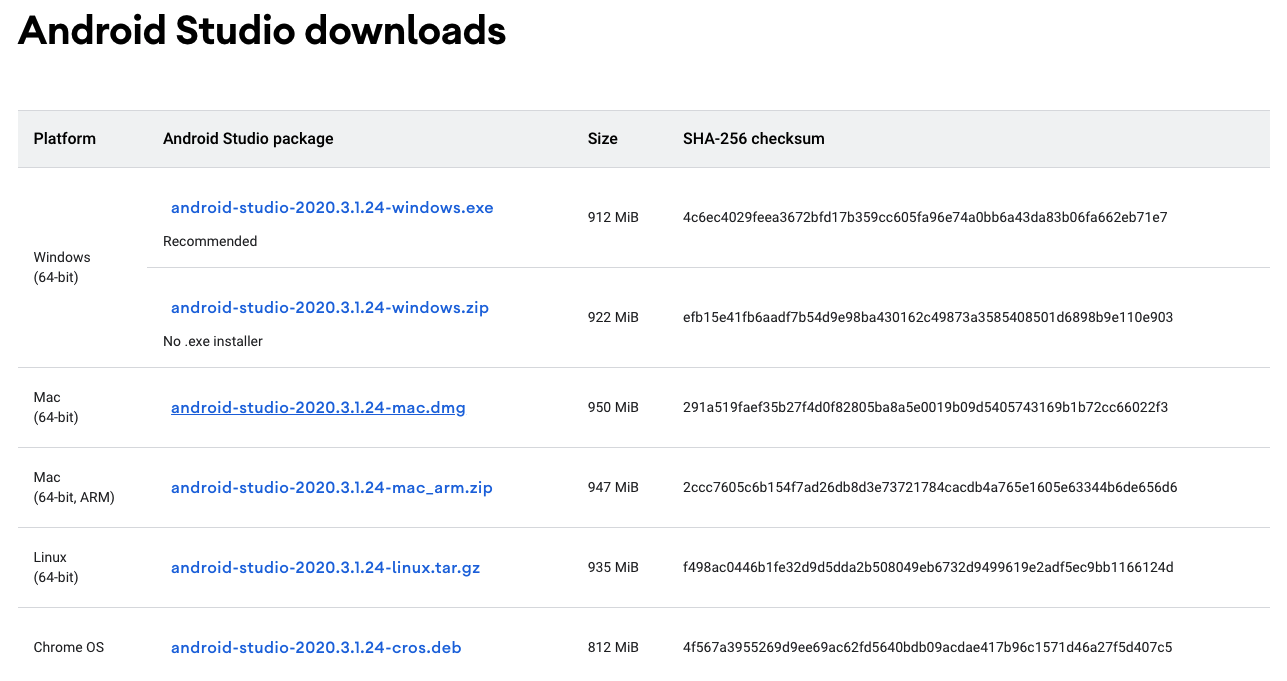 Android Studio downloads
Platform Android Studio package Size SHA-256 checksum
Windows
(64-bit)
android-studio-2020.3.1.24-windows.exe 912 MiB 4c6ec4029feea3672bfd17b359cc605fa96e74a0bb6a43da83b06fa662eb71e7
Recommended
android-studio-2020.3.1.24-windows.zip 922 MiB efb15e41fb6aadf7b54d9e98ba430162c49873a3585408501d6898b9e110e903
No .exe installer
Mac
(64-bit)
android-studio-2020.3.1.24-mac.dmg 950 MiB 291a519faef35b27f4d0f82805ba8a5e0019b09d5405743169b1b72cc66022f3
Mac
(64-bit, ARM)
android-studio-2020.3.1.24-mac_arm.zip 947 MiB 2ccc7605c6b154f7ad26db8d3e73721784cacdb4a765e1605e63344b6de656d6
Linux
(64-bit)
android-studio-2020.3.1.24-linux.tar.gz 935 MiB f498ac0446b1fe32d9d5dda2b508049eb6732d9499619e2adf5ec9bb1166124d
Chrome OS android-studio-2020.3.1.24-cros.deb 812 MiB 4f567a3955269d9ee69ac62fd5640bdb09acdae417b96c1571d46a27f5d407c5